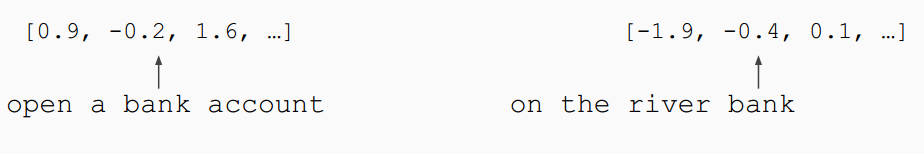 [0.9, -0.2, 1.6, …] [-1.9, -0.4, 0.1, …]
open a bank account on the river bank